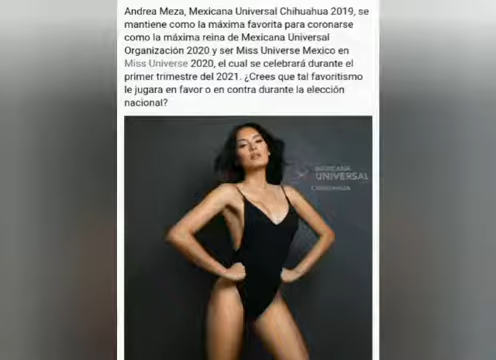 Andrea Meza, Mexicana Universal Chihuahua 2019, se
mantiene como la máxima favorita para coronarse
como la máxima reina de Mexicana Universal
Organización 2020 y ser Miss Universe Mexico en
Miss Universe 2020, el cual se celebrará durante el
primer trimestre del 2021. ¿Crees que tal favoritismo
le jugara en favor o en contra durante la elección
nacional?
MEXICANA
UNIVERSAL
CHIHUAHUA